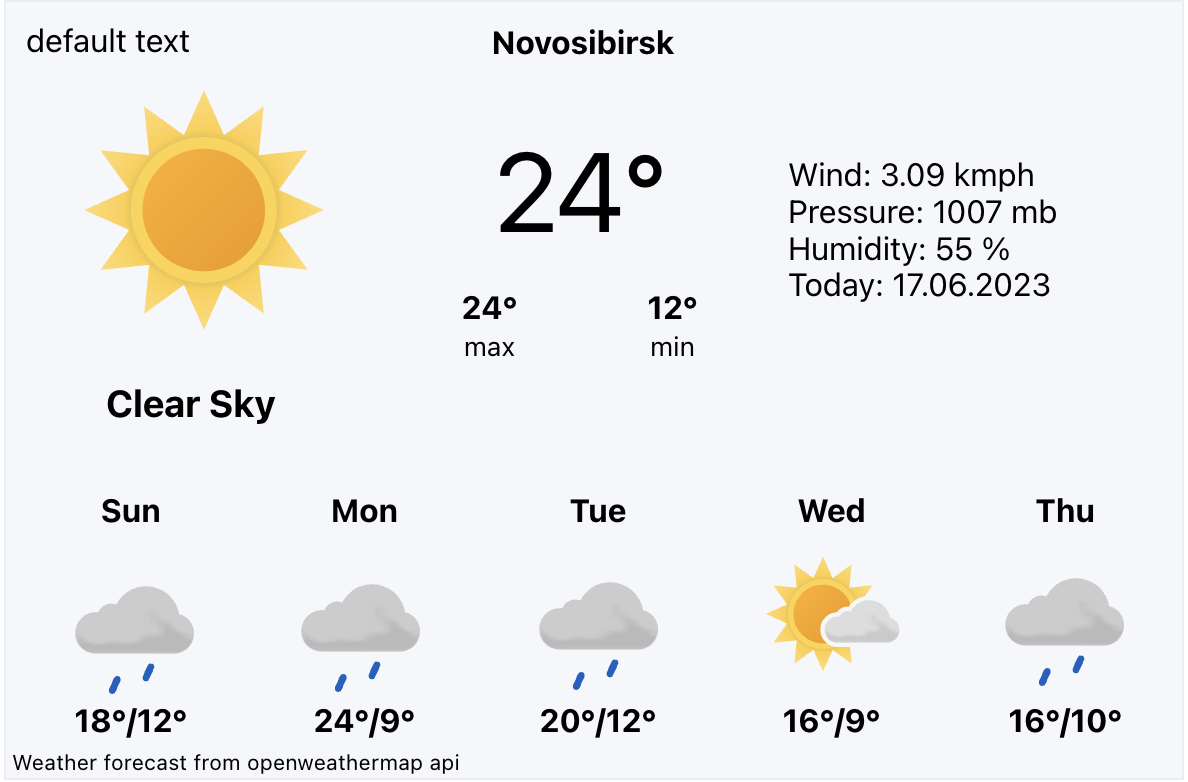 default text
Novosibirsk
24°
Wind: 3.09 kmph
Pressure: 1007 mb
Humidity: 55 %
Today: 17.06.2023
24°
12°
max
min
Clear Sky
Sun
Mon
Tue
Wed
Thu
18°/12°
24°/9°
20°/12°
16°/9°
16°/10°
Weather forecast from openweathermap api